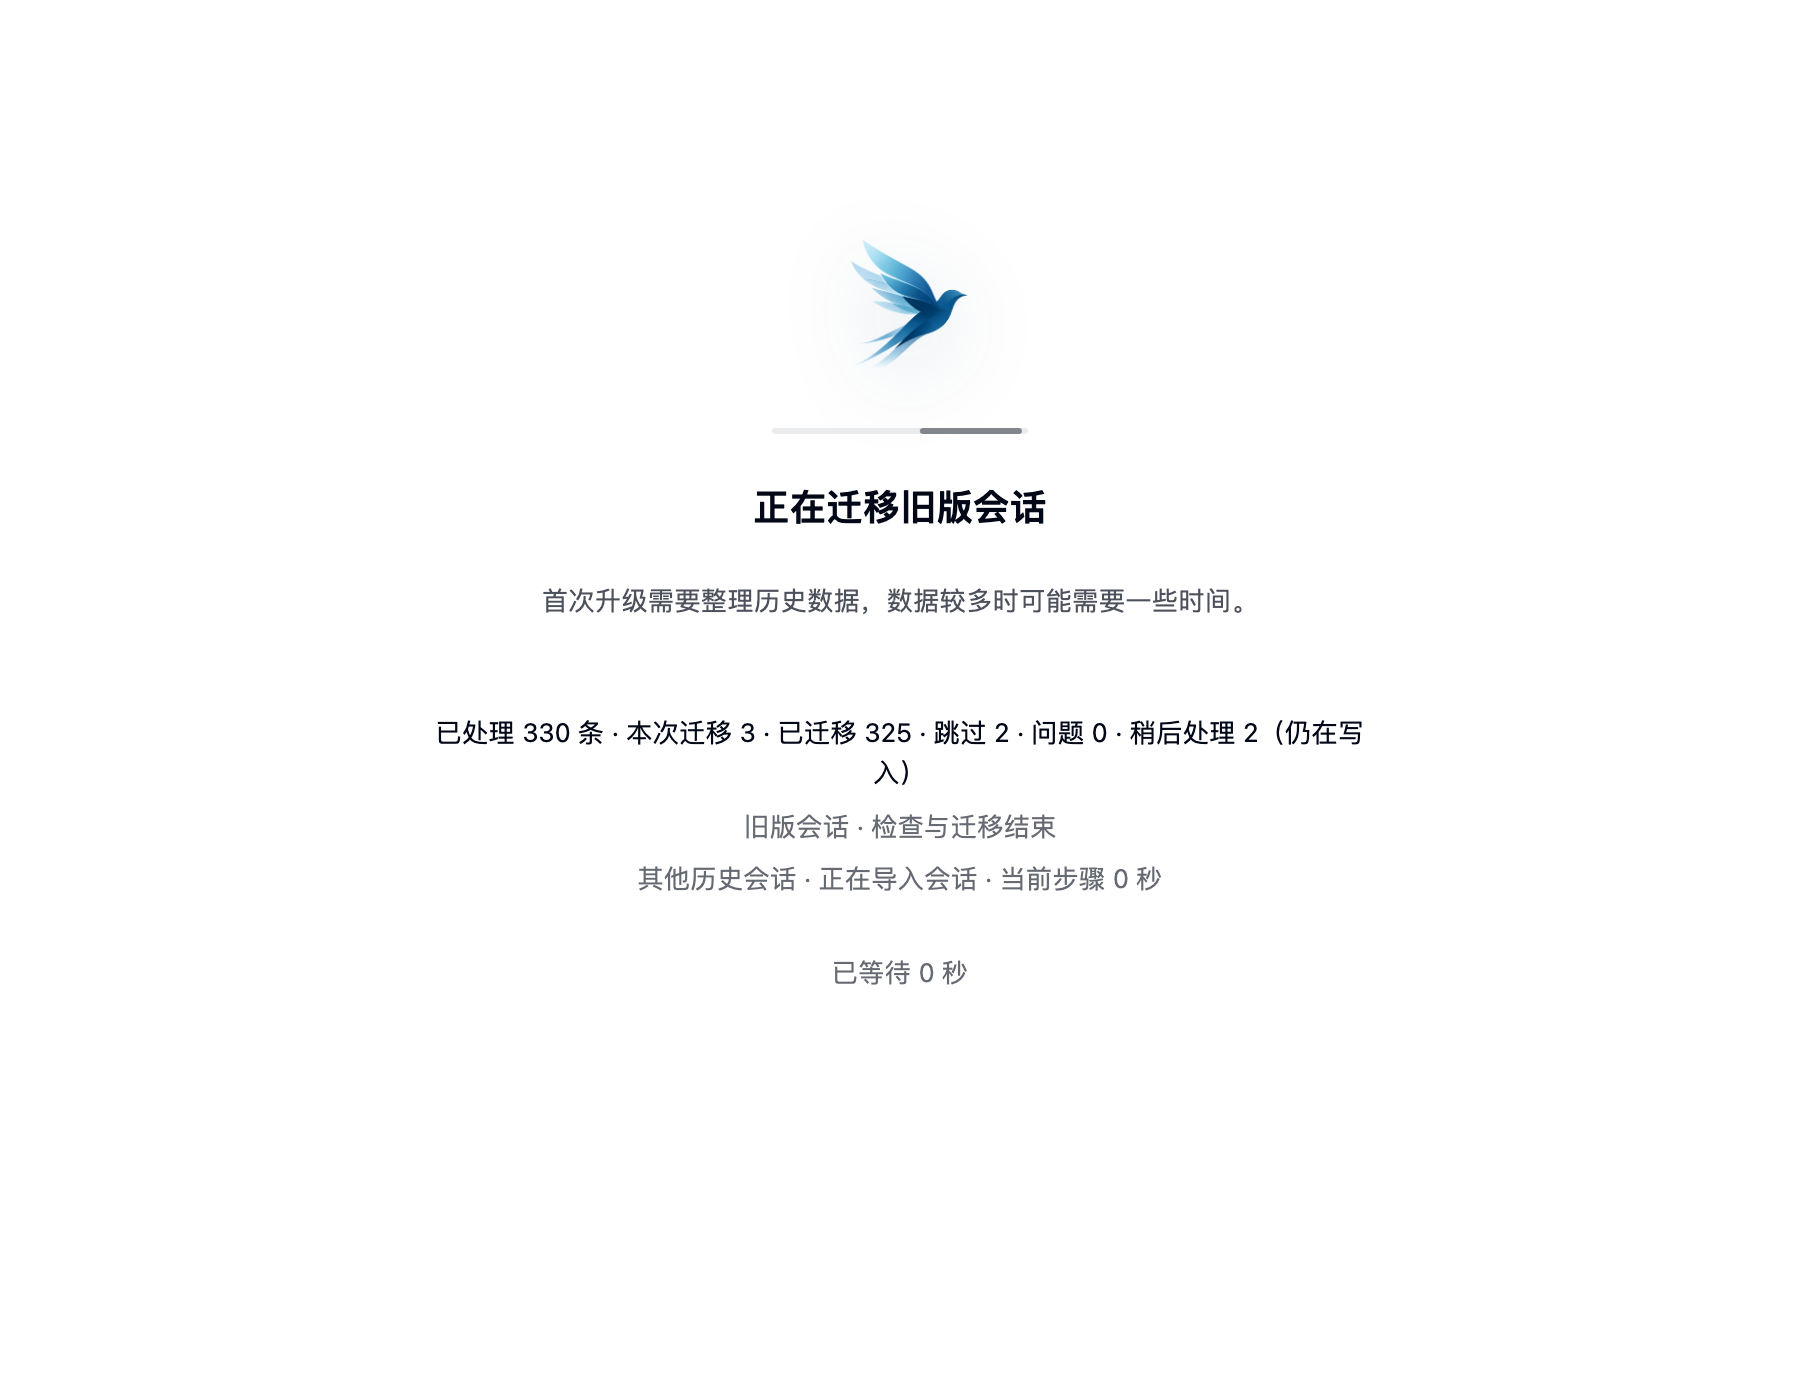 正在迁移旧版会话
首次升级需要整理历史数据，数据较多时可能需要一些时间。
已处理 330 条 · 本次迁移 3 · 已迁移 325 · 跳过 2 · 问题 0 · 稍后处理 2（仍在写
入）
旧版会话 · 检查与迁移结束
其他历史会话 · 正在导入会话 · 当前步骤 0 秒
已等待 0 秒